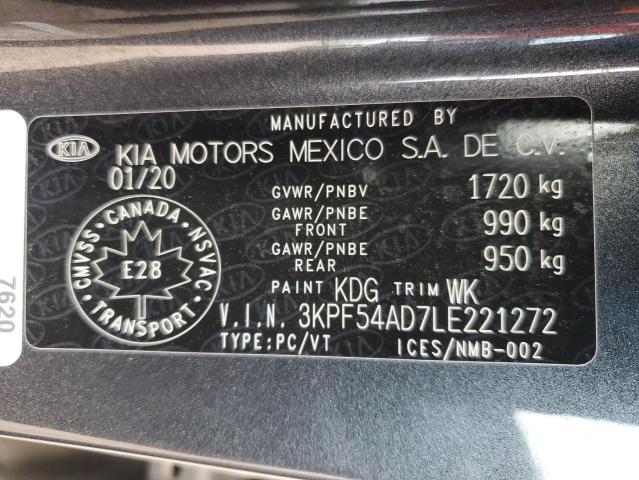 MANUFACTURED BY
KIA KIA MOTORS MEXICO S.A. DE C.V.
01/20
GVWR/PNBV 1720 kg
GAWR/PNBE FRONT 990 kg
GAWR/PNBE REAR 950 kg
CMVSS · CANADA · NSVAC
E28
TRANSPORT
PAINT KDG TRIM WK
V.I.N. 3KPF54AD7LE221272
TYPE:PC/VT ICES/NMB-002
7620